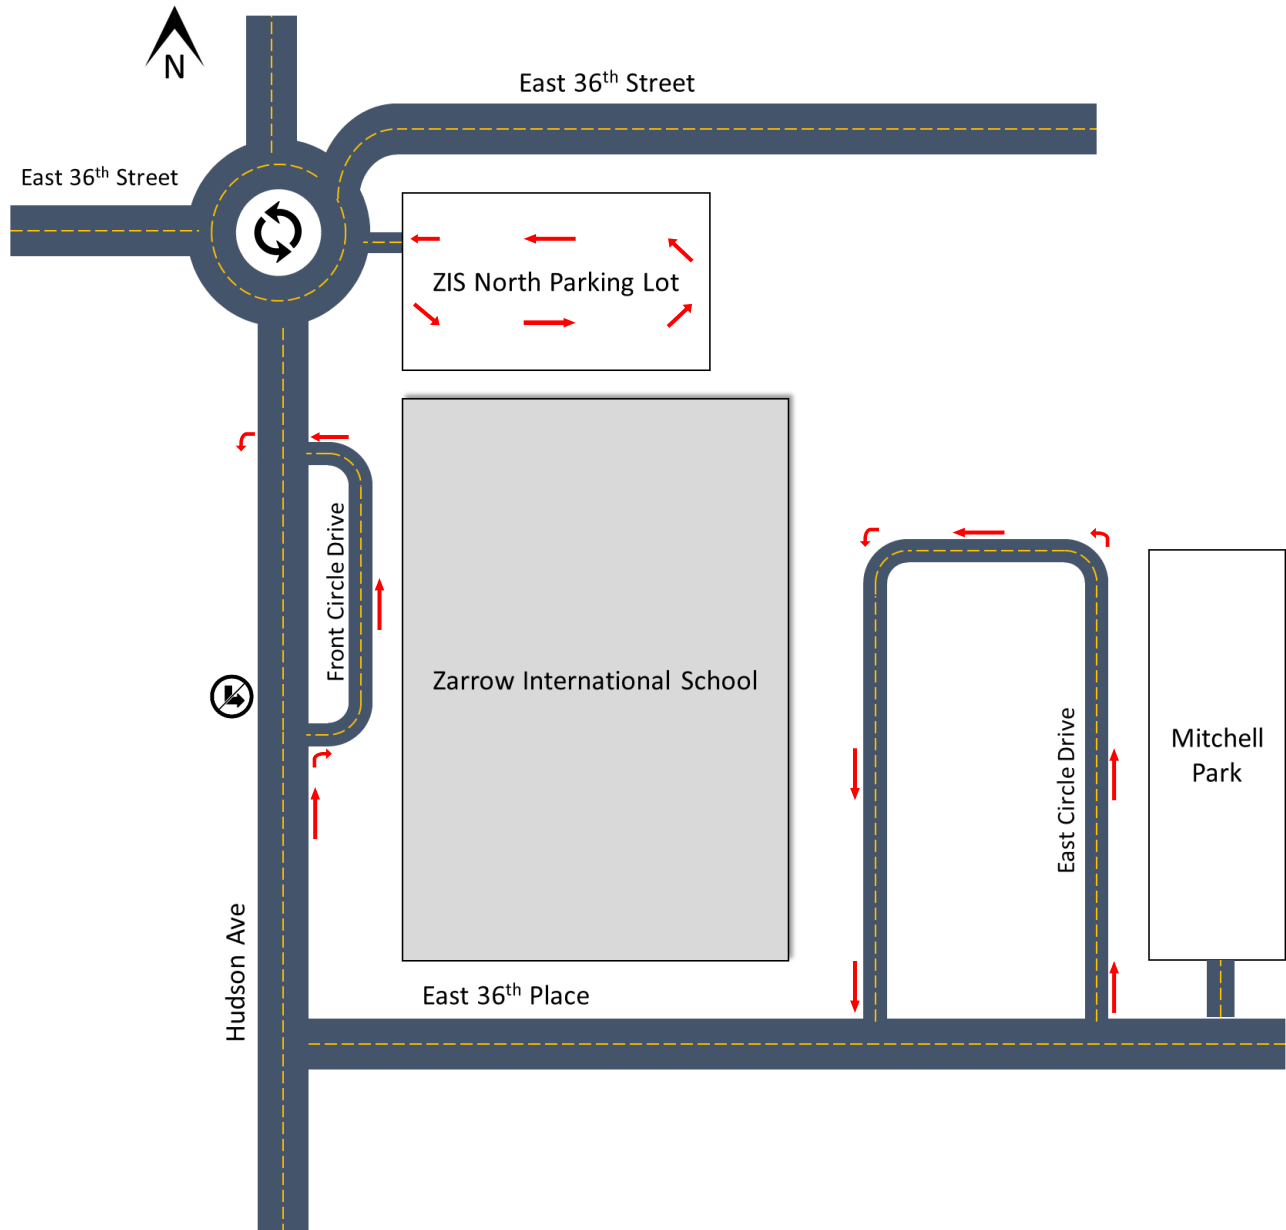 N
East 36th Street
East 36th Street
ZIS North Parking Lot
Front Circle Drive
Zarrow International School
East Circle Drive
Mitchell
Park
Hudson Ave
East 36th Place